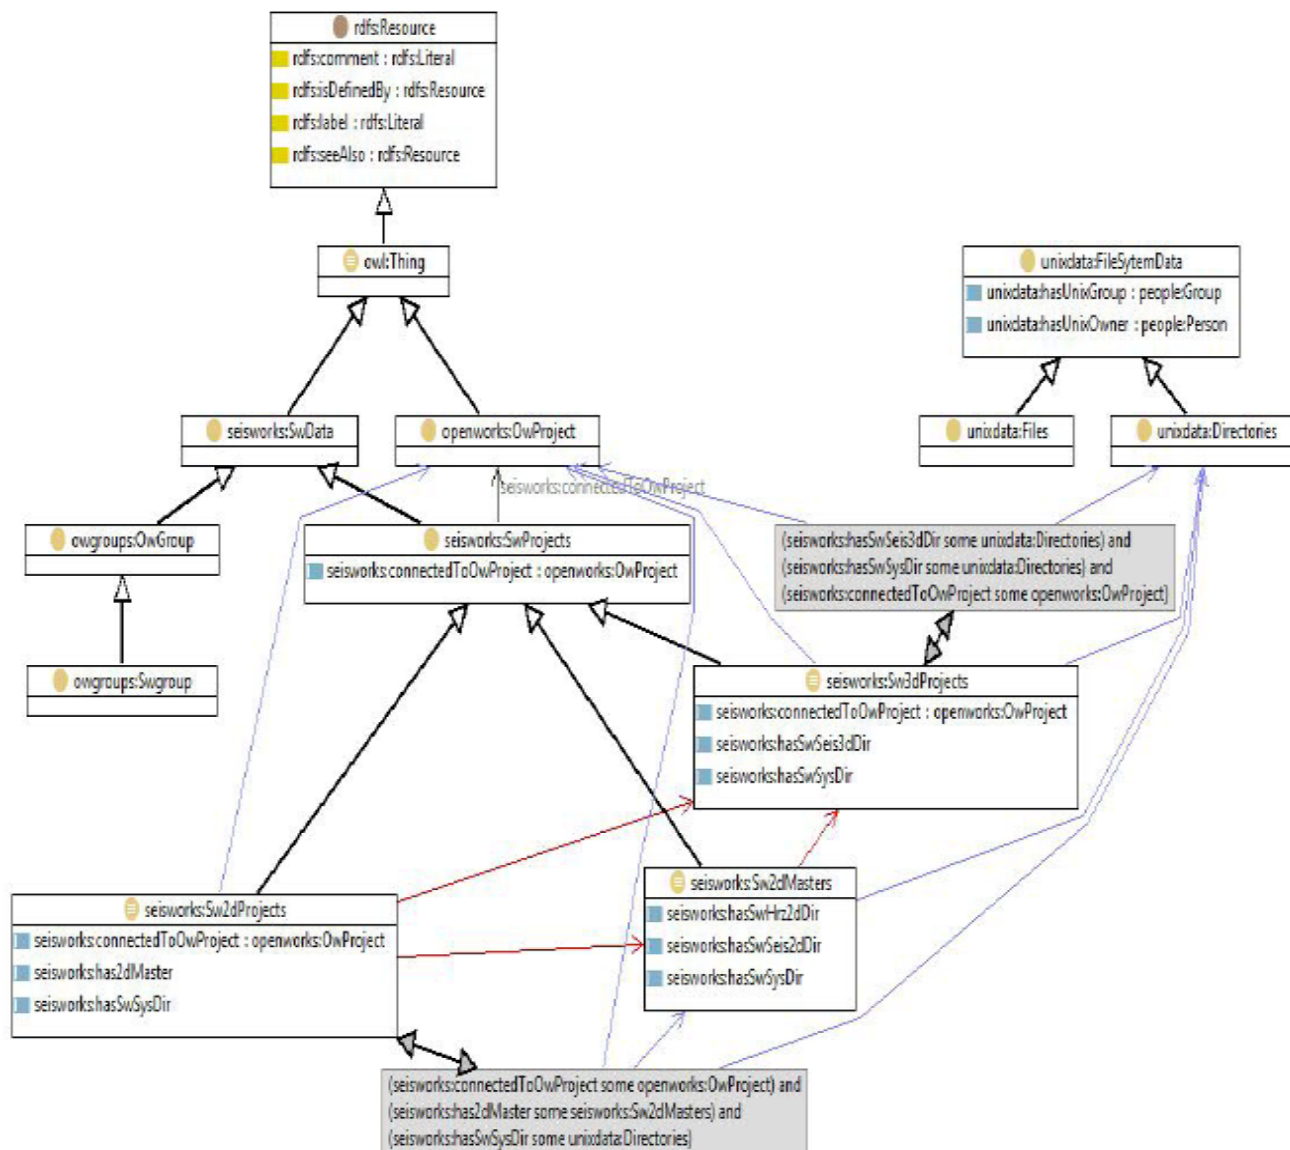 rdfs:Resource
rdfs:comment : rdfs:Literal
rdfs:isDefinedBy : rdfs:Resource
rdfs:label : rdfs:Literal
rdfs:seeAlso : rdfs:Resource
owl:Thing
unixdata:FileSytemData
unixdata:hasUnixGroup : people:Group
unixdata:hasUnixOwner : people:Person
seisworks:SwData
openworks:OwProject
unixdata:Files
unixdata:Directories
seisworks:connectedToOwProject
owgroups:OwGroup
seisworks:SwProjects
seisworks:connectedToOwProject : openworks:OwProject
(seisworks:hasSwSeis3dDir some unixdata:Directories) and
(seisworks:hasSwSysDir some unixdata:Directories) and
(seisworks:connectedToOwProject some openworks:OwProject)
owgroups:Swgroup
seisworks:Sw3dProjects
seisworks:connectedToOwProject : openworks:OwProject
seisworks:hasSwSeis3dDir
seisworks:hasSwSysDir
seisworks:Sw2dMasters
seisworks:hasSwHrz2dDir
seisworks:hasSwSeis2dDir
seisworks:hasSwSysDir
seisworks:Sw2dProjects
seisworks:connectedToOwProject : openworks:OwProject
seisworks:has2dMaster
seisworks:hasSwSysDir
(seisworks:connectedToOwProject some openworks:OwProject) and
(seisworks:has2dMaster some seisworks:Sw2dMasters) and
(seisworks:hasSwSysDir some unixdata:Directories)